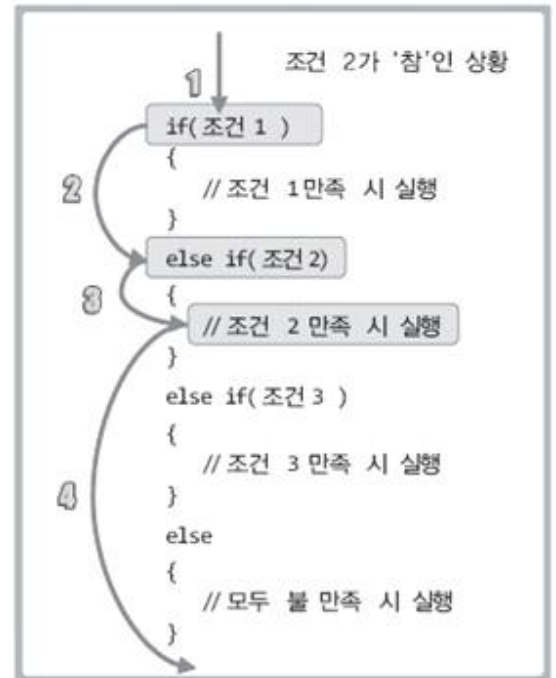 조건 2가 '참'인 상황
1
if( 조건 1 )
{
// 조건 1만족 시 실행
2
}
else if( 조건 2)
3
{
// 조건 2 만족 시 실행
}
else if( 조건 3 )
{
// 조건 3 만족 시 실행
4
}
else
{
// 모두 불 만족 시 실행
}